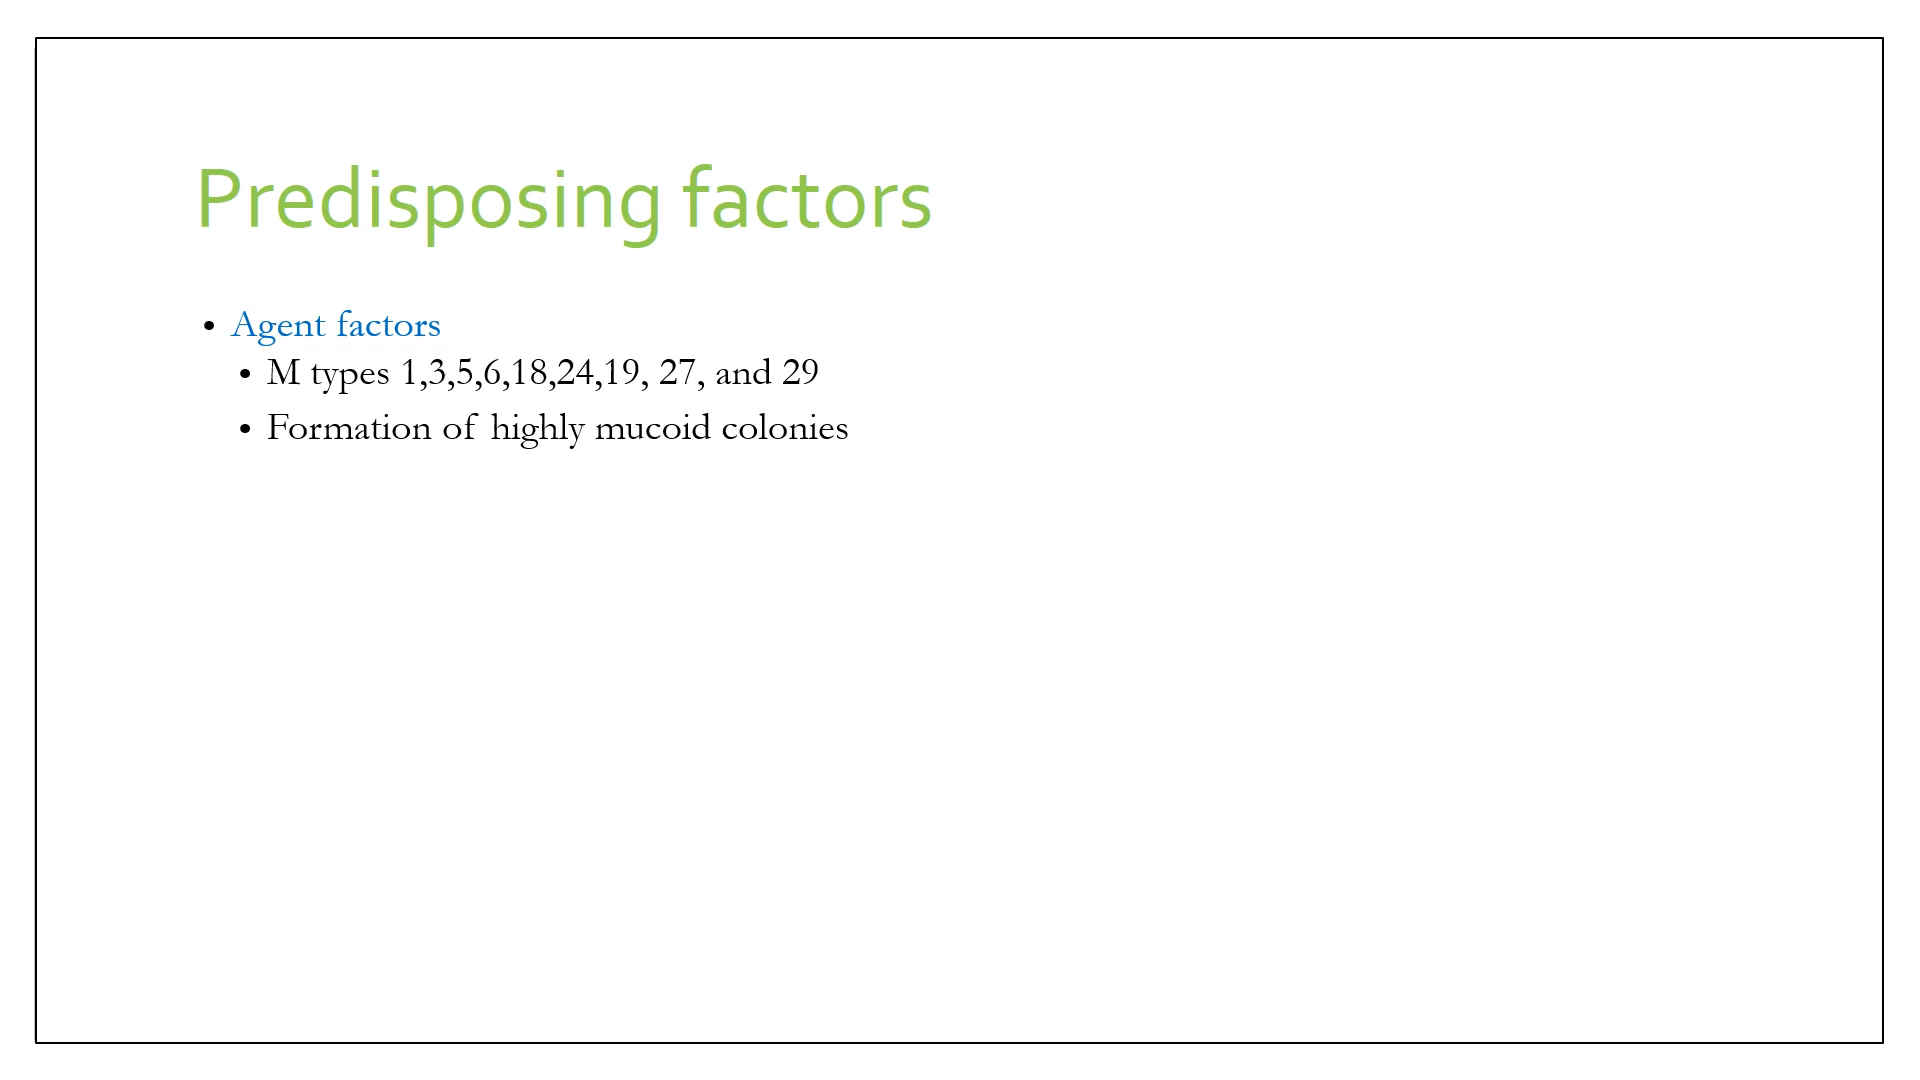 Predisposing factors
• Agent factors
• M types 1,3,5,6,18,24,19, 27, and 29
• Formation of highly mucoid colonies